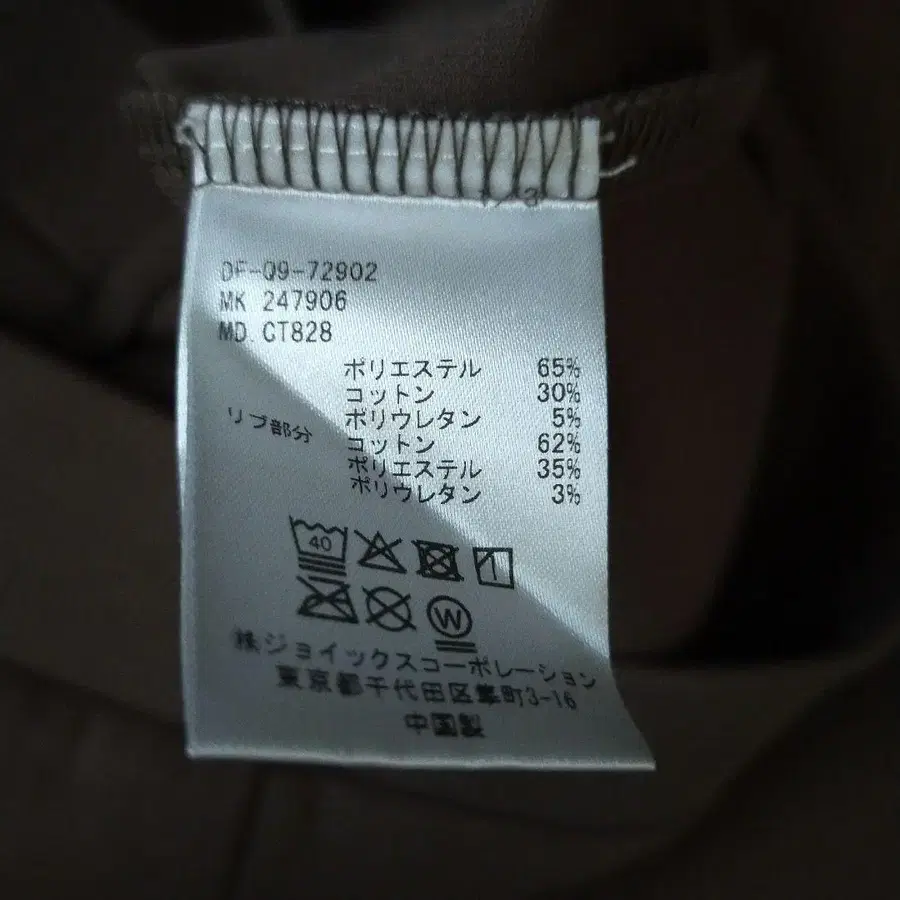 1/3
DF-09-72902
MK 247906
MD. CT828
ポリエステル 65%
コットン 30%
ポリウレタン 5%
リブ部分 コットン 62%
ポリエステル 35%
ポリウレタン 3%
40
W
㈱ジョイックスコーポレーション
東京都千代田区隼町3-16
中国製